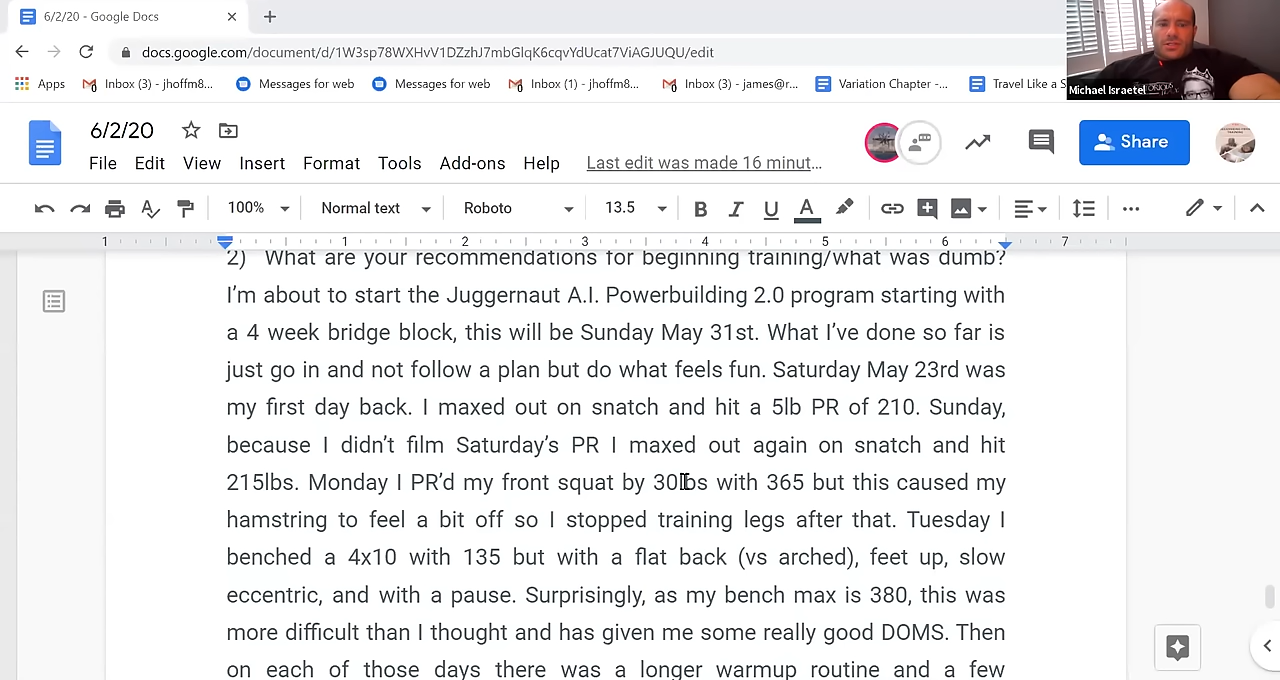 6/2/20 - Google Docs
docs.google.com/document/d/1W3sp78WXHvV1DZzhJ7mbGlqK6cqvYdUcat7ViAGJUQU/edit
Apps
Inbox (3) - jhoffm8...
Messages for web
Messages for web
Inbox (1) - jhoffm8...
Inbox (3) - james@r...
Variation Chapter -...
Travel Like a S
Michael Israetel
6/2/20
Share
File Edit View Insert Format Tools Add-ons Help Last edit was made 16 minut...
100% Normal text Roboto 13.5 B I U A
1 1 2 3 4 5 6 7
2) What are your recommendations for beginning training/what was dumb?
I'm about to start the Juggernaut A.I. Powerbuilding 2.0 program starting with
a 4 week bridge block, this will be Sunday May 31st. What I've done so far is
just go in and not follow a plan but do what feels fun. Saturday May 23rd was
my first day back. I maxed out on snatch and hit a 5lb PR of 210. Sunday,
because I didn't film Saturday's PR I maxed out again on snatch and hit
215lbs. Monday I PR'd my front squat by 30lbs with 365 but this caused my
hamstring to feel a bit off so I stopped training legs after that. Tuesday I
benched a 4x10 with 135 but with a flat back (vs arched), feet up, slow
eccentric, and with a pause. Surprisingly, as my bench max is 380, this was
more difficult than I thought and has given me some really good DOMS. Then
on each of those days there was a longer warmup routine and a few